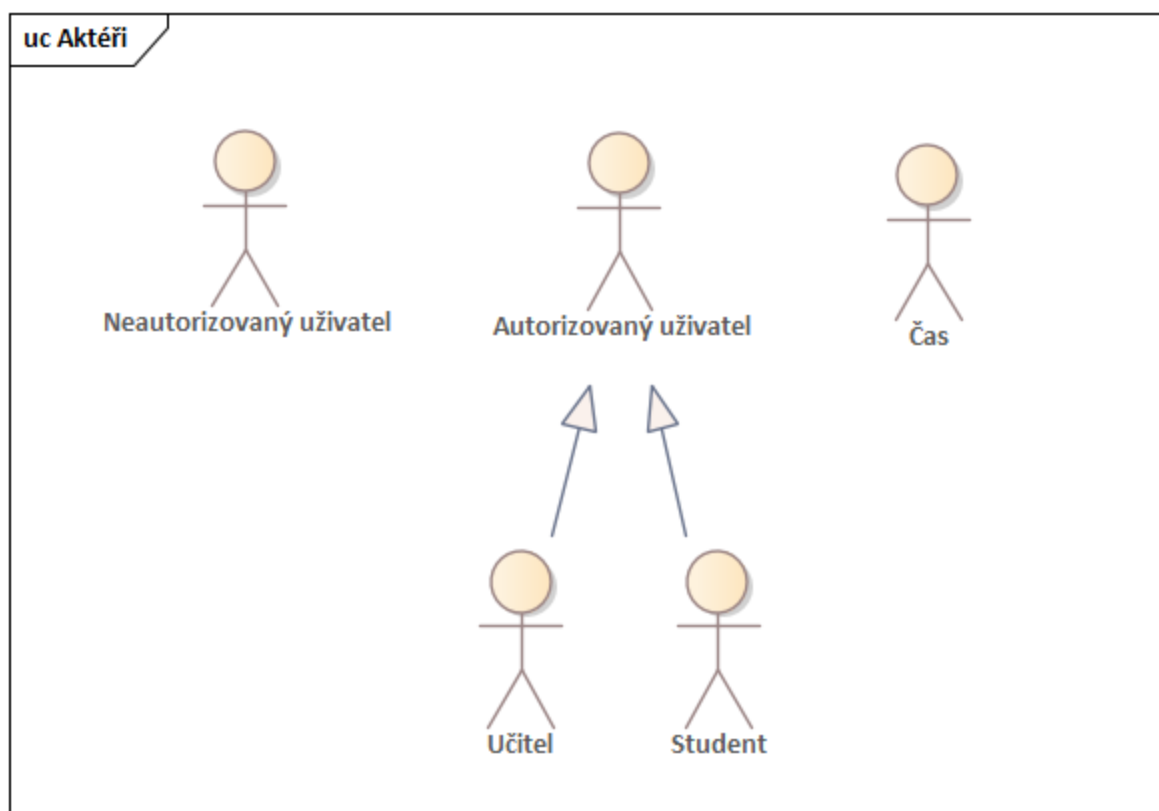 uc Aktéři
Neautorizovaný uživatel
Autorizovaný uživatel
Čas
Učitel
Student